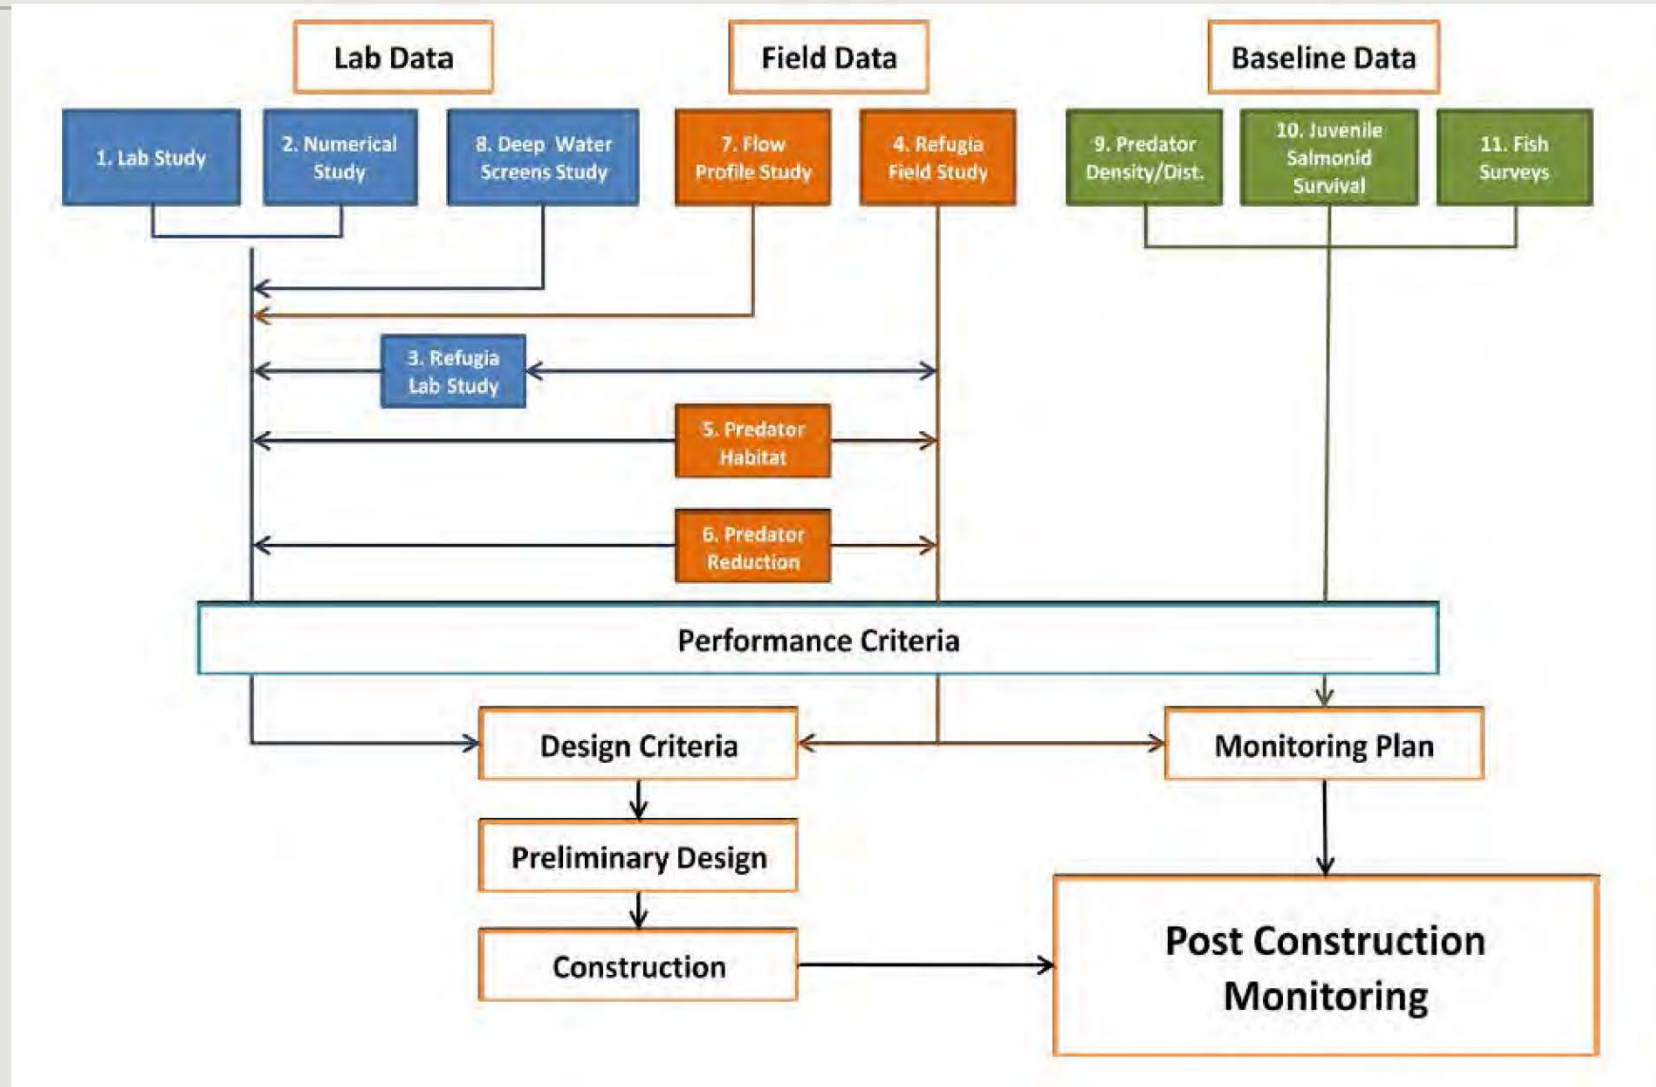 Lab Data
Field Data
Baseline Data
1. Lab Study
2. Numerical
Study
8. Deep Water
Screens Study
7. Flow
Profile Study
4. Refugia
Field Study
9. Predator
Density/Dist.
10. Juvenile
Salmonid
Survival
11. Fish
Surveys
3. Refugia
Lab Study
5. Predator
Habitat
6. Predator
Reduction
Performance Criteria
Design Criteria
Monitoring Plan
Preliminary Design
Construction
Post Construction
Monitoring